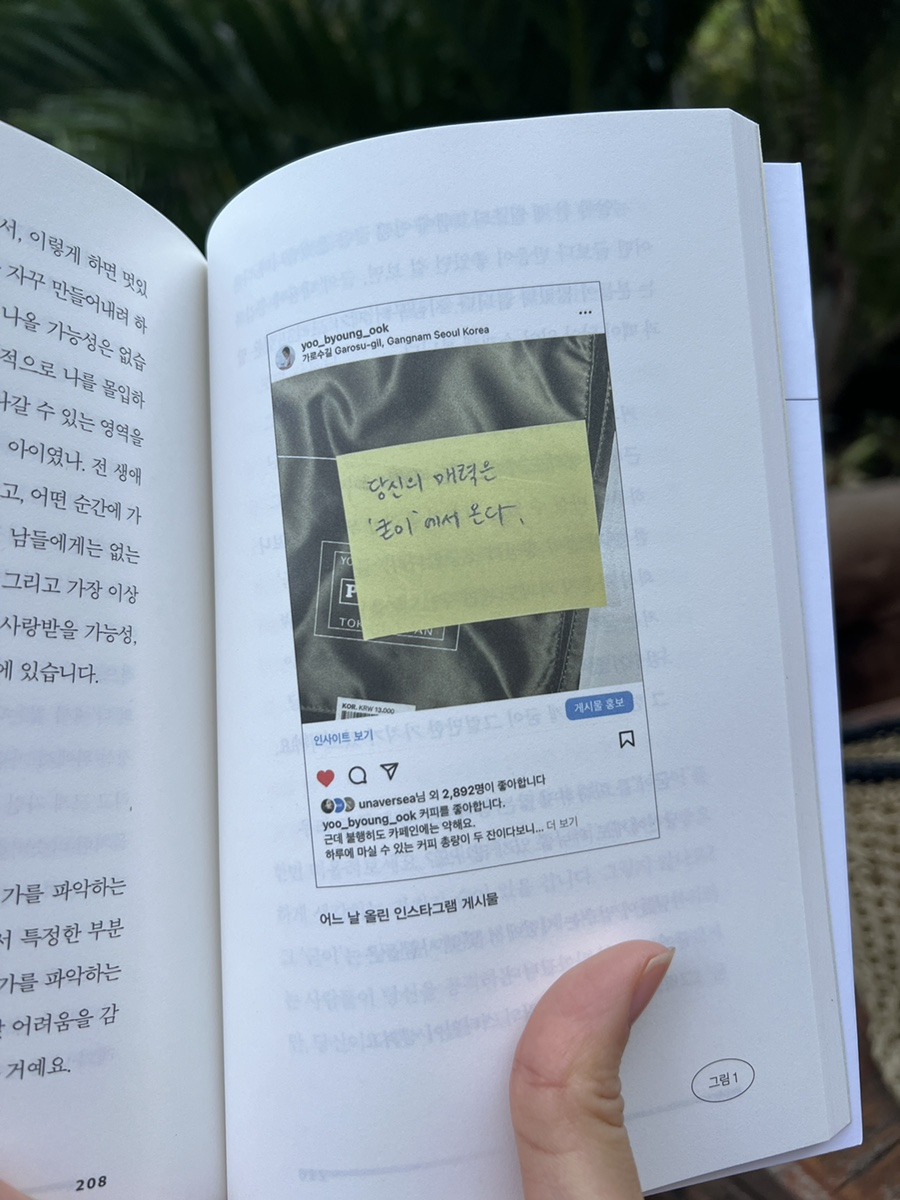 서, 이렇게 하면 멋있
자꾸 만들어내려 하
나올 가능성은 없습
적으로 나를 몰입하
나갈 수 있는 영역을
아이였나. 전 생애
고, 어떤 순간에 가
남들에게는 없는
그리고 가장 이상
사랑받을 가능성,
에 있습니다.
가를 파악하는
서 특정한 부분
가를 파악하는
어려움을 감
거예요.
208
yoo_byoung_ook
가로수길 Garosu-gil, Gangnam Seoul Korea
당신의 매력은
'굳이'에서 온다.
KOR. KRW 13,000
인사이트 보기
게시물 홍보
unaversea님 외 2,892명이 좋아합니다
yoo_byoung_ook 커피를 좋아합니다.
근데 불행히도 카페인에는 약해요.
하루에 마실 수 있는 커피 총량이 두 잔이다보니... 더 보기
어느 날 올린 인스타그램 게시물
그림 1